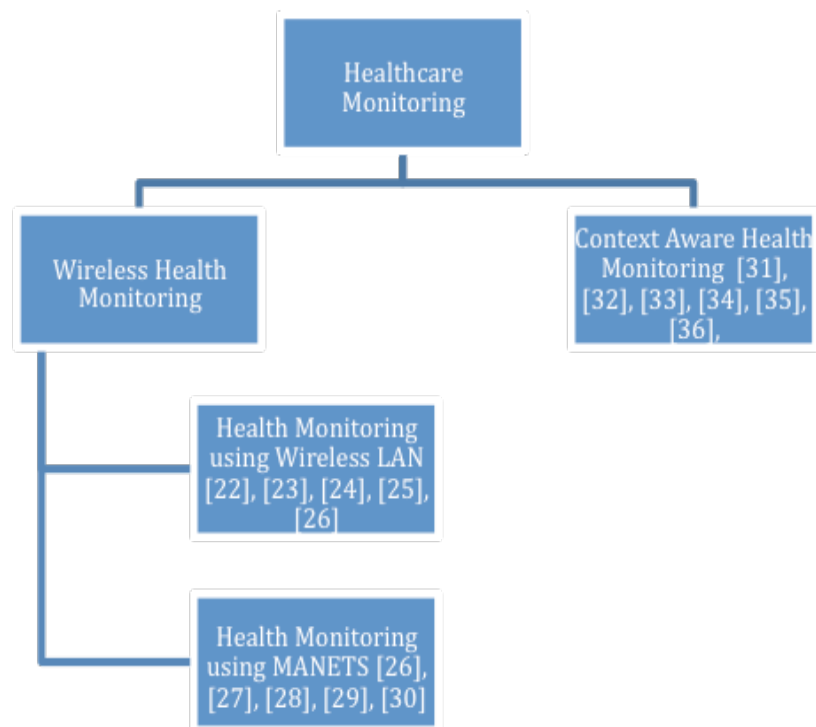 Healthcare
Monitoring
Wireless Health
Monitoring
Context Aware Health
Monitoring [31],
[32], [33], [34], [35],
[36],
Health Monitoring
using Wireless LAN
[22], [23], [24], [25],
[26]
Health Monitoring
using MANETS [26],
[27], [28], [29], [30]